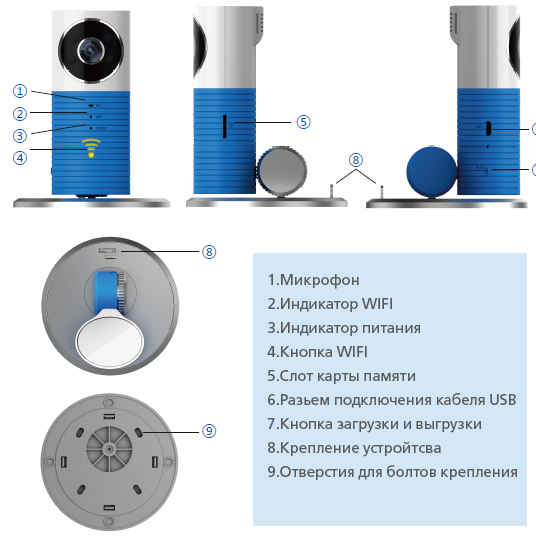 ①
②
③
④
⑤
⑧
⑧
⑨
1.Микрофон
2.Индикатор WIFI
3.Индикатор питания
4.Кнопка WIFI
5.Слот карты памяти
6.Разьем подключения кабеля USB
7.Кнопка загрузки и выгрузки
8.Крепление устройтсва
9.Отверстия для болтов крепления